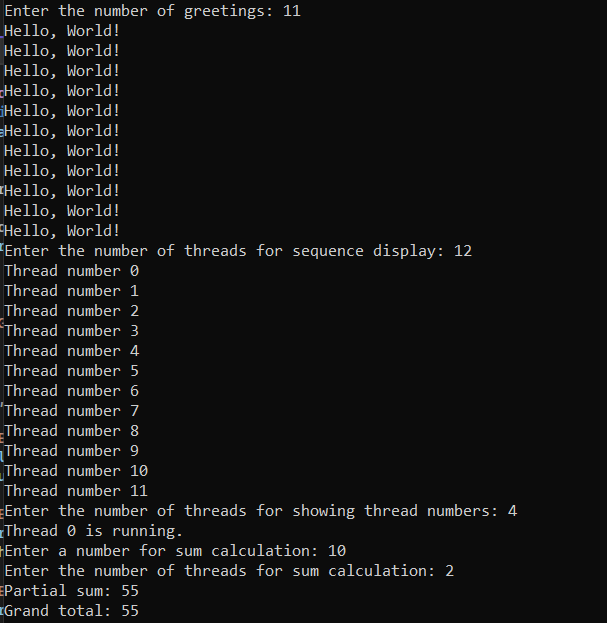 Enter the number of greetings: 11
Hello, World!
Hello, World!
Hello, World!
Hello, World!
Hello, World!
Hello, World!
Hello, World!
Hello, World!
Hello, World!
Hello, World!
Hello, World!
Enter the number of threads for sequence display: 12
Thread number 0
Thread number 1
Thread number 2
Thread number 3
Thread number 4
Thread number 5
Thread number 6
Thread number 7
Thread number 8
Thread number 9
Thread number 10
Thread number 11
Enter the number of threads for showing thread numbers: 4
Thread 0 is running.
Enter a number for sum calculation: 10
Enter the number of threads for sum calculation: 2
Partial sum: 55
Grand total: 55